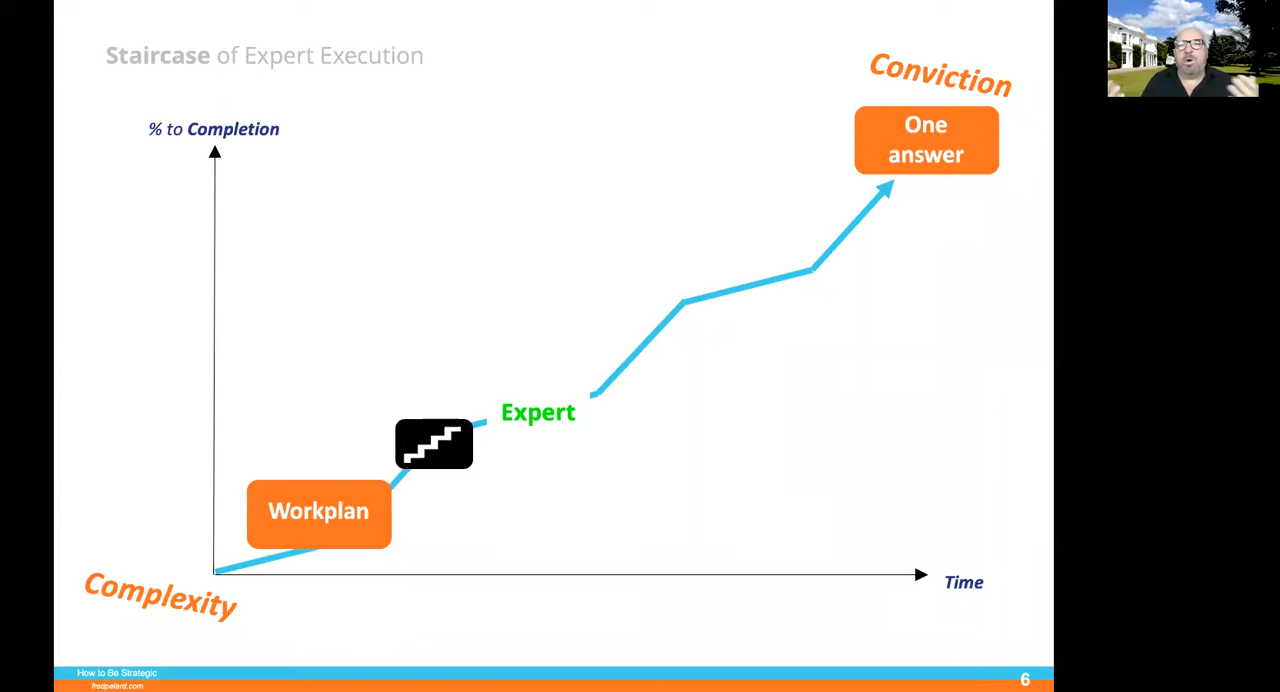 Staircase of Expert Execution
Conviction
One
answer
% to Completion
Expert
Workplan
Complexity
Time
How to Be Strategic
fredpelard.com
6